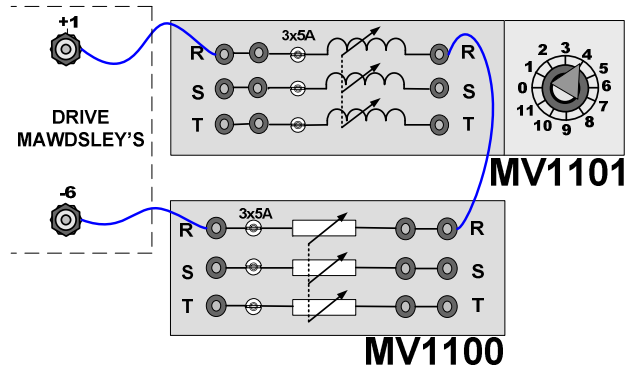 +1
DRIVE
MAWDSLEY'S
-6
3x5A
R R
S S
T T
0 1 2 3 4 5 6 7 8 9 10 11
MV1101
3x5A
R R
S S
T T
MV1100